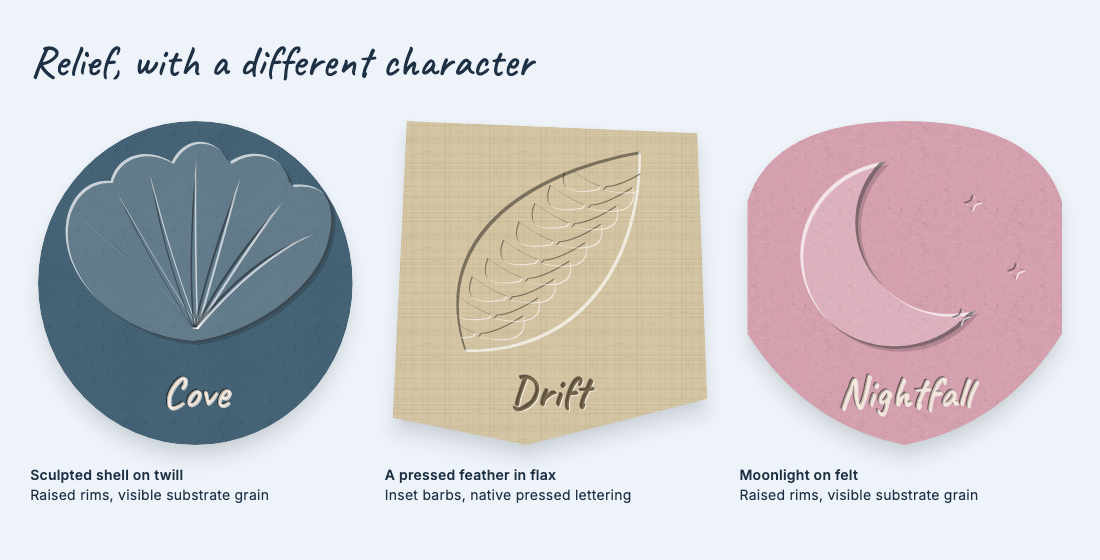 Relief, with a different character
Cove
Drift
Nightfall
Sculpted shell on twill
Raised rims, visible substrate grain
A pressed feather in flax
Inset barbs, native pressed lettering
Moonlight on felt
Raised rims, visible substrate grain